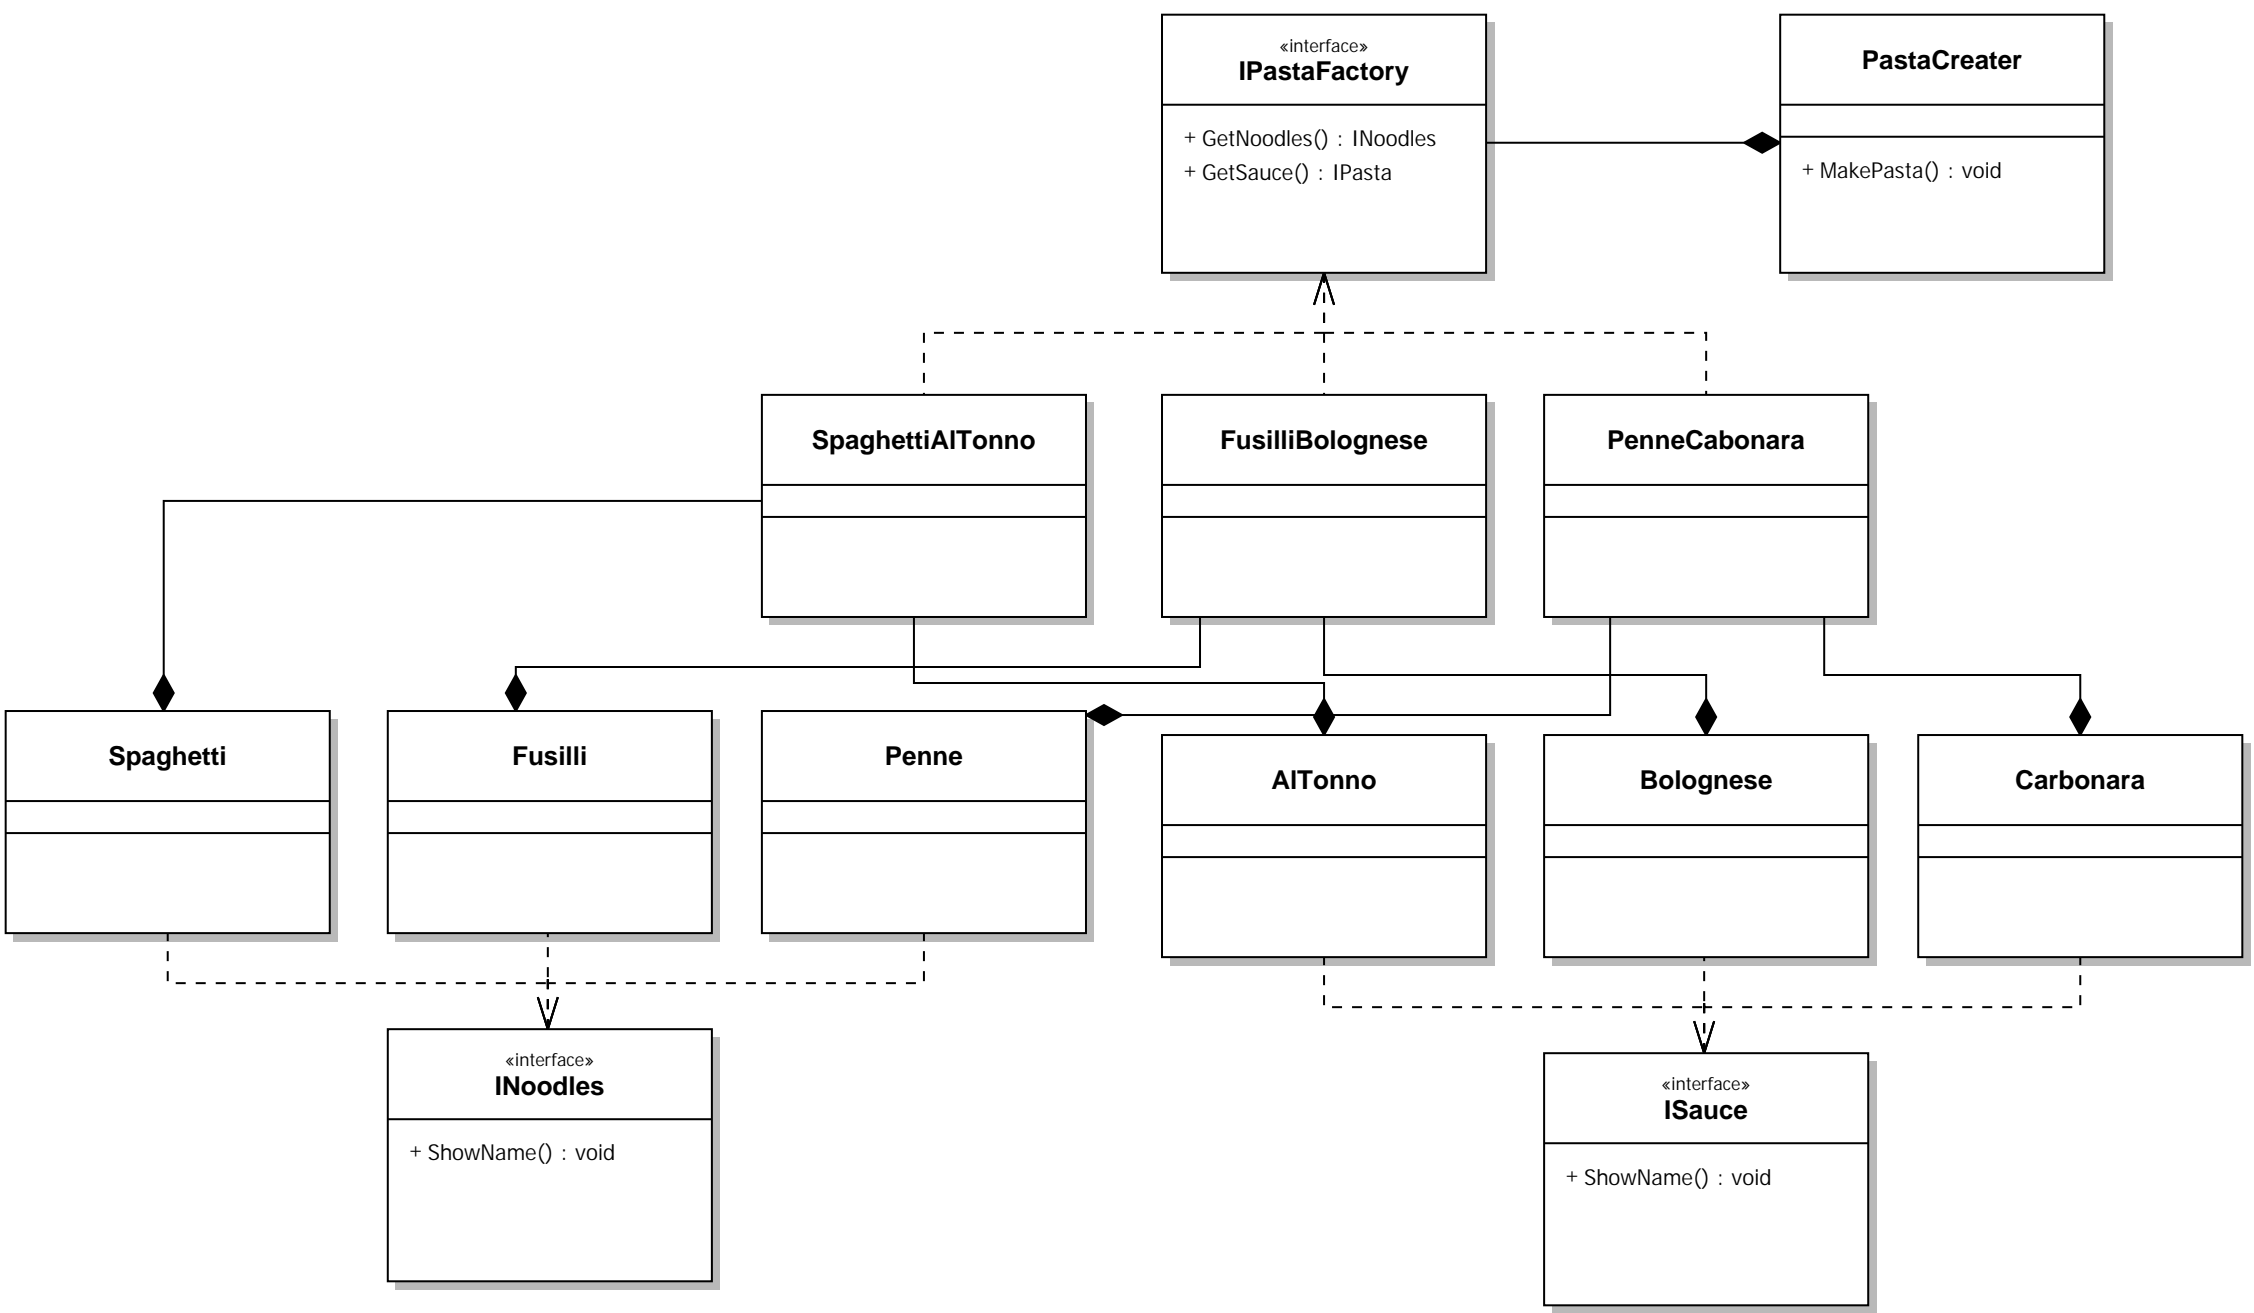 «interface»
IPastaFactory
+ GetNoodles() : INoodles
+ GetSauce() : IPasta
PastaCreater
+ MakePasta() : void
SpaghettiAlTonno
FusilliBolognese
PenneCabonara
Spaghetti
Fusilli
Penne
AlTonno
Bolognese
Carbonara
«interface»
INoodles
+ ShowName() : void
«interface»
ISauce
+ ShowName() : void